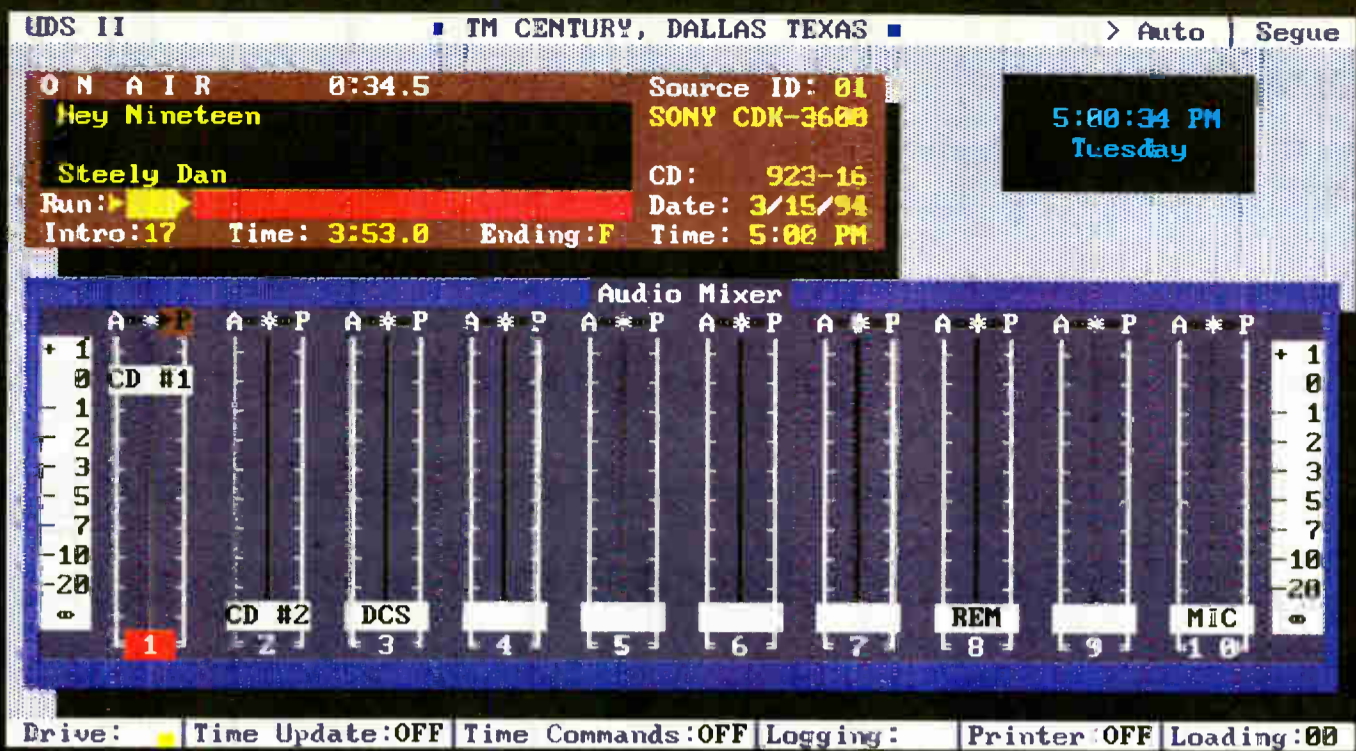 UDS II ■ TM CENTURY, DALLAS TEXAS ■ > Auto | Segue
ON AIR 0:34.5 Source ID: 01
Hey Nineteen SONY CDK-3600
5:00:34 PM
Tuesday
Steely Dan CD: 923-16
Run: Date: 3/15/94
Intro:17 Time: 3:53.0 Ending:F Time: 5:00 PM
Audio Mixer
A-*-P A-*-P A-*-P A-*-P A-*-P A-*-P A-*-P A-*-P A-*-P A-*-P
+ 1 + 1
0 CD #1 0
- 1 - 1
- 2 - 2
- 3 - 3
- 5 - 5
- 7 - 7
-10 -10
-20 -20
∞ CD #2 DCS REM MIC ∞
1 2 3 4 5 6 7 8 9 10
Drive: Time Update:OFF Time Commands:OFF Logging: Printer:OFF Loading:00